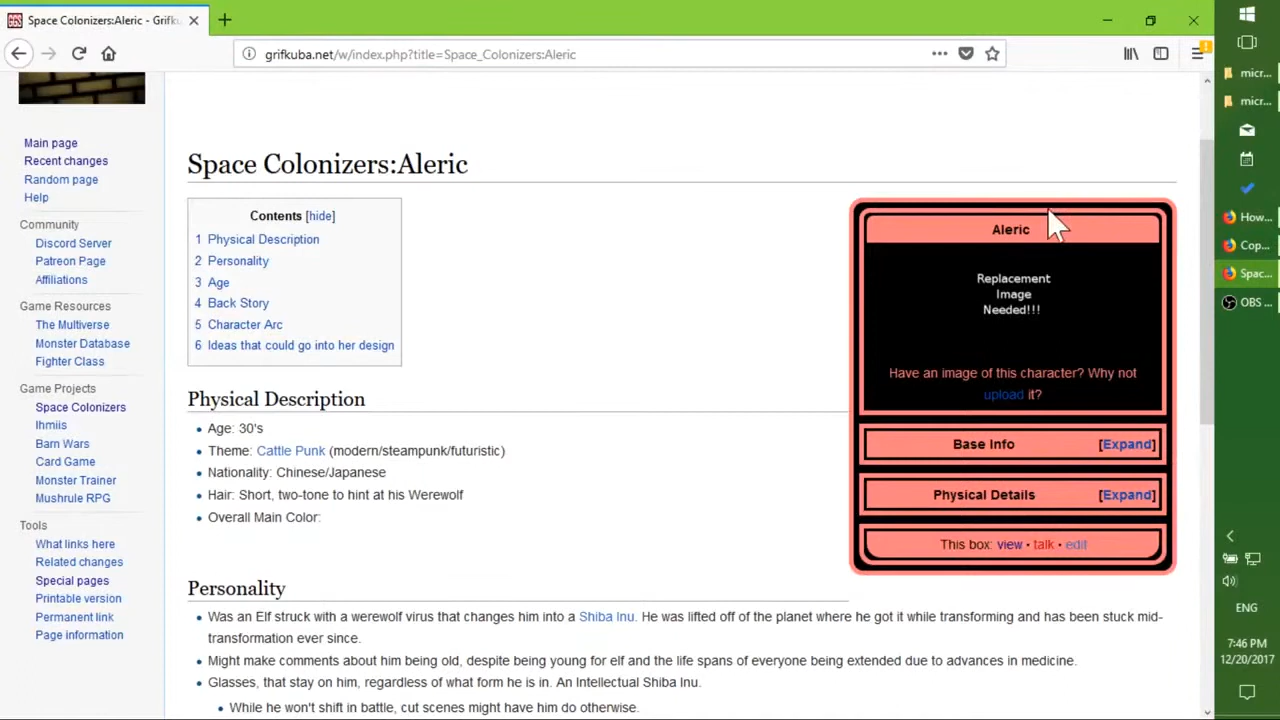 Space Colonizers:Aleric - Grifku
grifkuba.net/w/index.php?title=Space_Colonizers:Aleric
Main page
Recent changes
Random page
Help
Community
Discord Server
Patreon Page
Affiliations
Game Resources
The Multiverse
Monster Database
Fighter Class
Game Projects
Space Colonizers
Ihmiis
Barn Wars
Card Game
Monster Trainer
Mushrule RPG
Tools
What links here
Related changes
Special pages
Printable version
Permanent link
Page information
Space Colonizers:Aleric
Contents [hide]
1 Physical Description
2 Personality
3 Age
4 Back Story
5 Character Arc
6 Ideas that could go into her design
Physical Description
Age: 30's
Theme: Cattle Punk (modern/steampunk/futuristic)
Nationality: Chinese/Japanese
Hair: Short, two-tone to hint at his Werewolf
Overall Main Color:
Personality
Was an Elf struck with a werewolf virus that changes him into a Shiba Inu. He was lifted off of the planet where he got it while transforming and has been stuck mid-
transformation ever since.
Might make comments about him being old, despite being young for elf and the life spans of everyone being extended due to advances in medicine.
Glasses, that stay on him, regardless of what form he is in. An Intellectual Shiba Inu.
While he won't shift in battle, cut scenes might have him do otherwise.
Aleric
Replacement
Image
Needed!!!
Have an image of this character? Why not
upload it?
Base Info [Expand]
Physical Details [Expand]
This box: view · talk · edit
micr...
micr...
How...
Cop...
Spac...
OBS ...
ENG
7:46 PM
12/20/2017